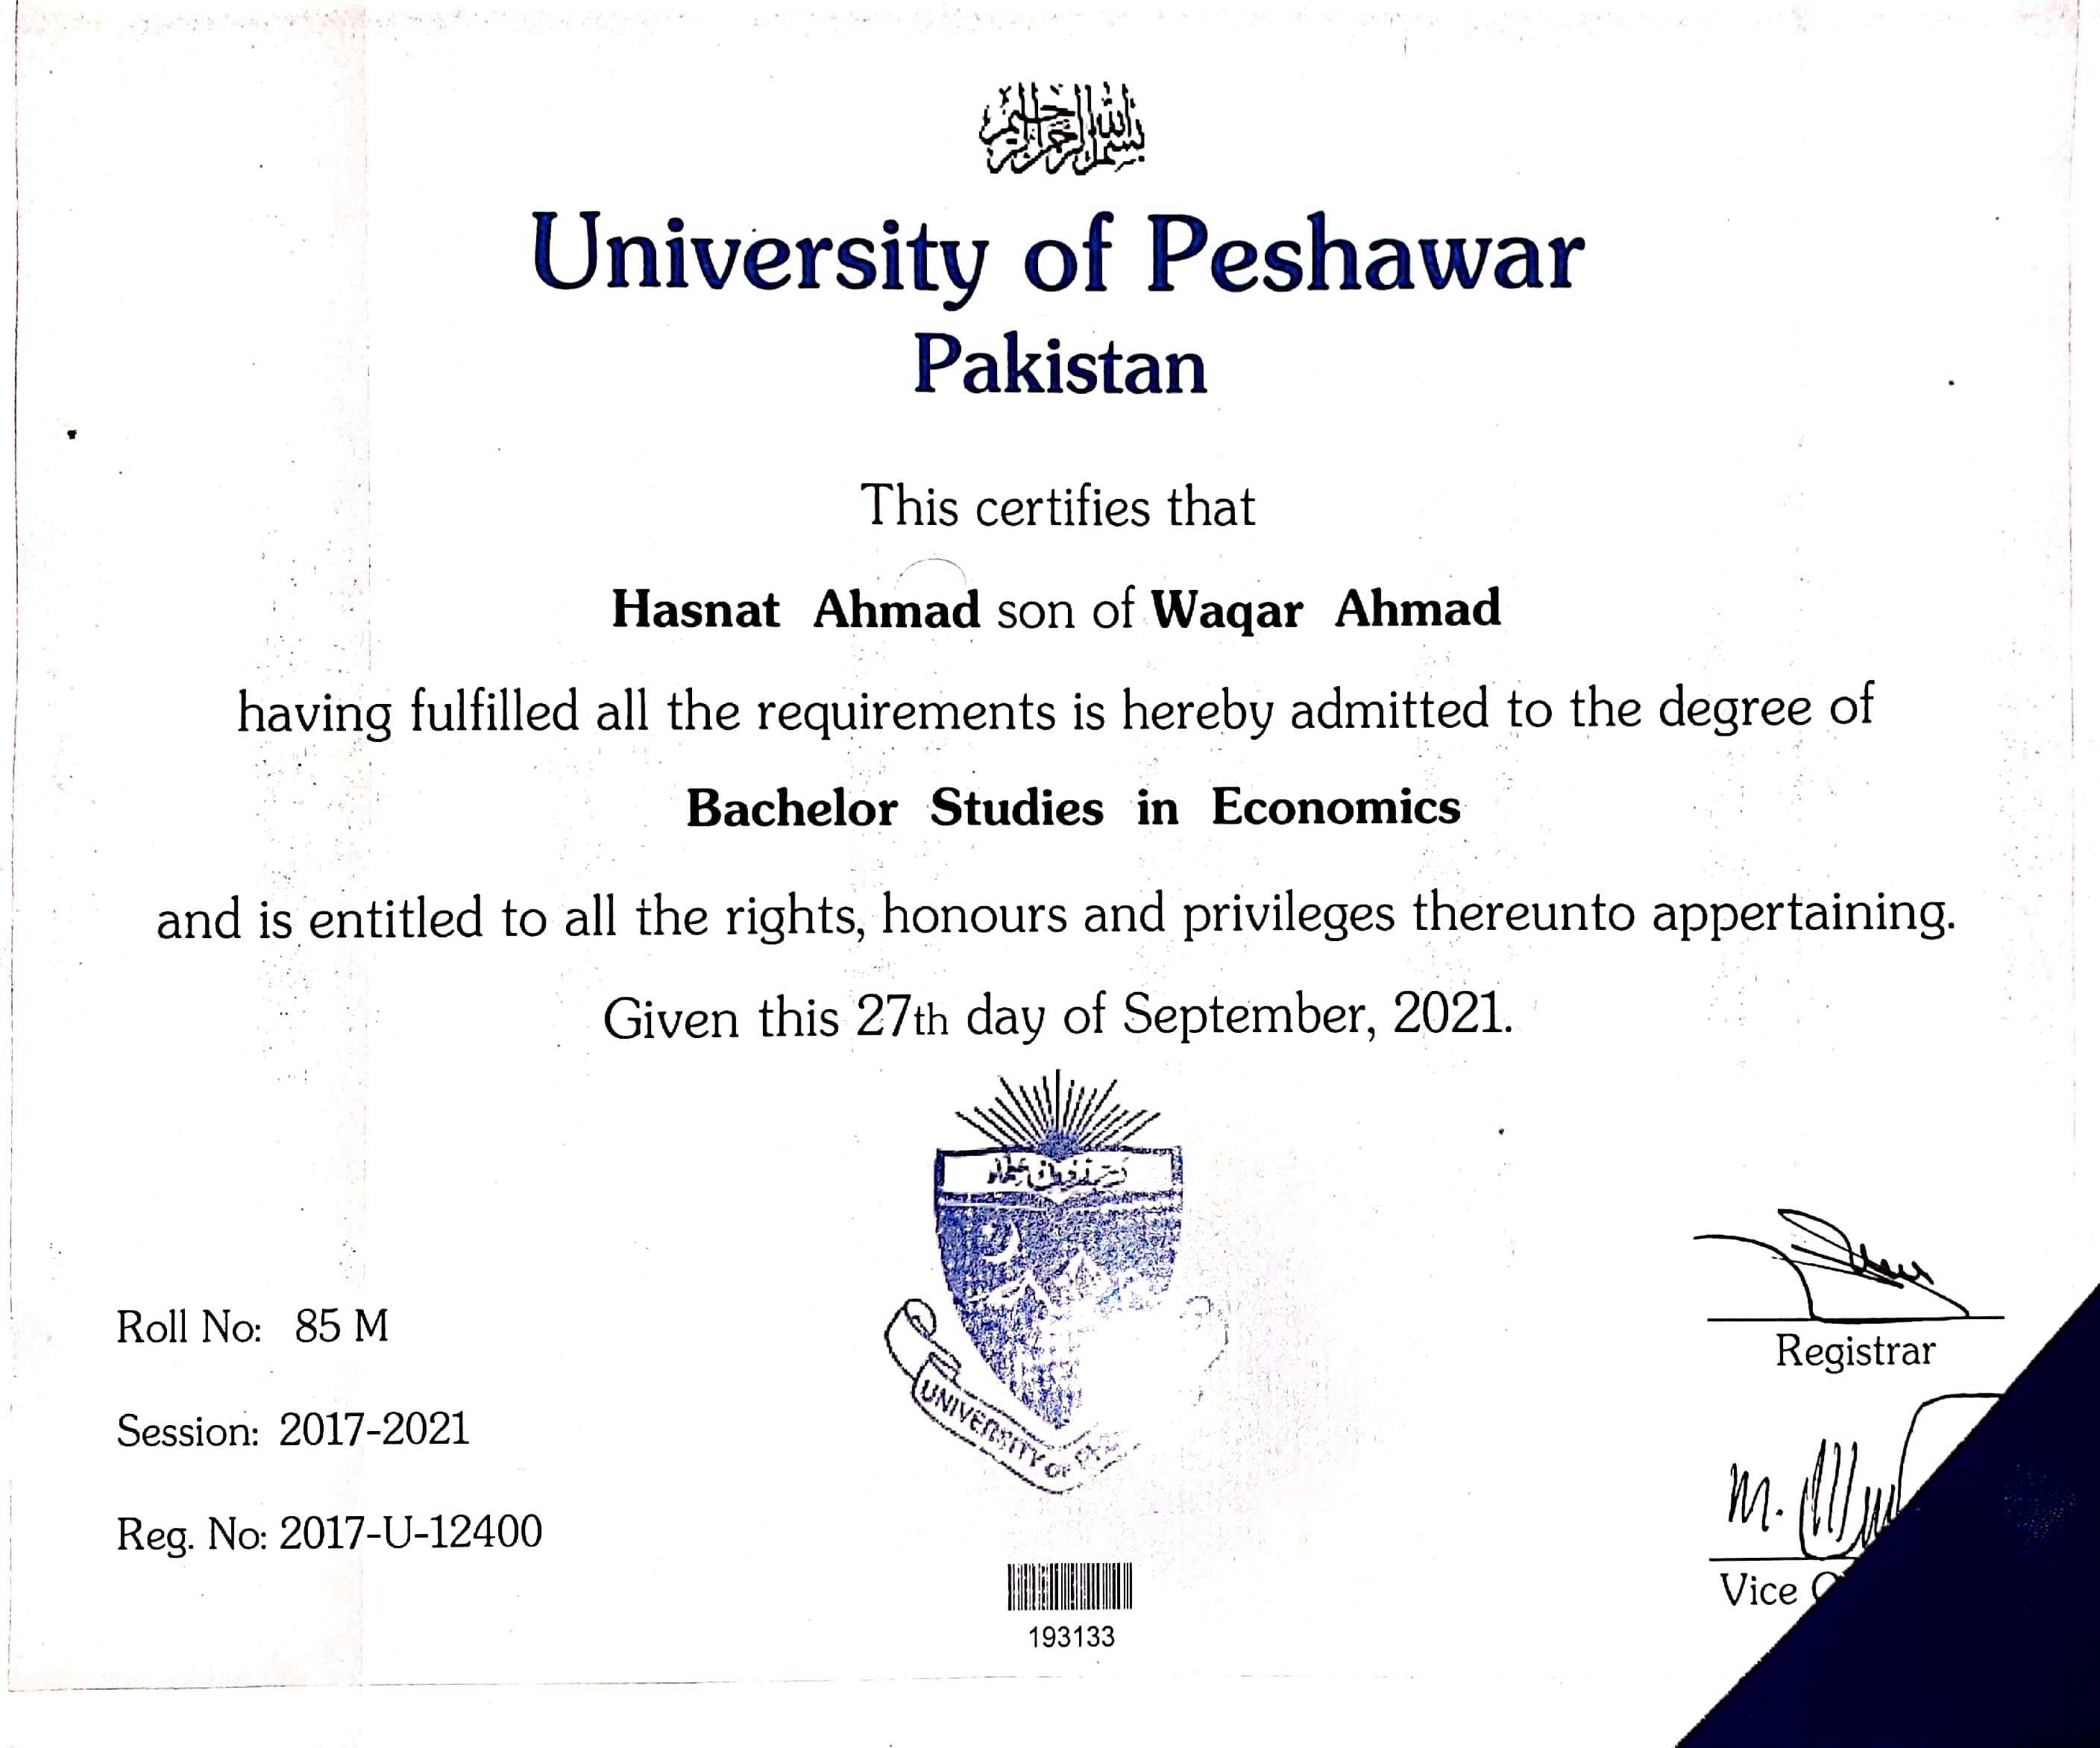 بسم الله الرحمن الرحيم
University of Peshawar
Pakistan
This certifies that
Hasnat Ahmad son of Waqar Ahmad
having fulfilled all the requirements is hereby admitted to the degree of
Bachelor Studies in Economics
and is entitled to all the rights, honours and privileges thereunto appertaining.
Given this 27th day of September, 2021.
UNIVERSITY OF
Roll No: 85 M
Session: 2017-2021
Reg. No: 2017-U-12400
193133
Registrar
Vice